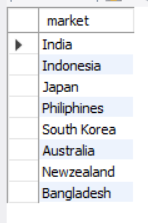 market
India
Indonesia
Japan
Philiphines
South Korea
Australia
Newzealand
Bangladesh